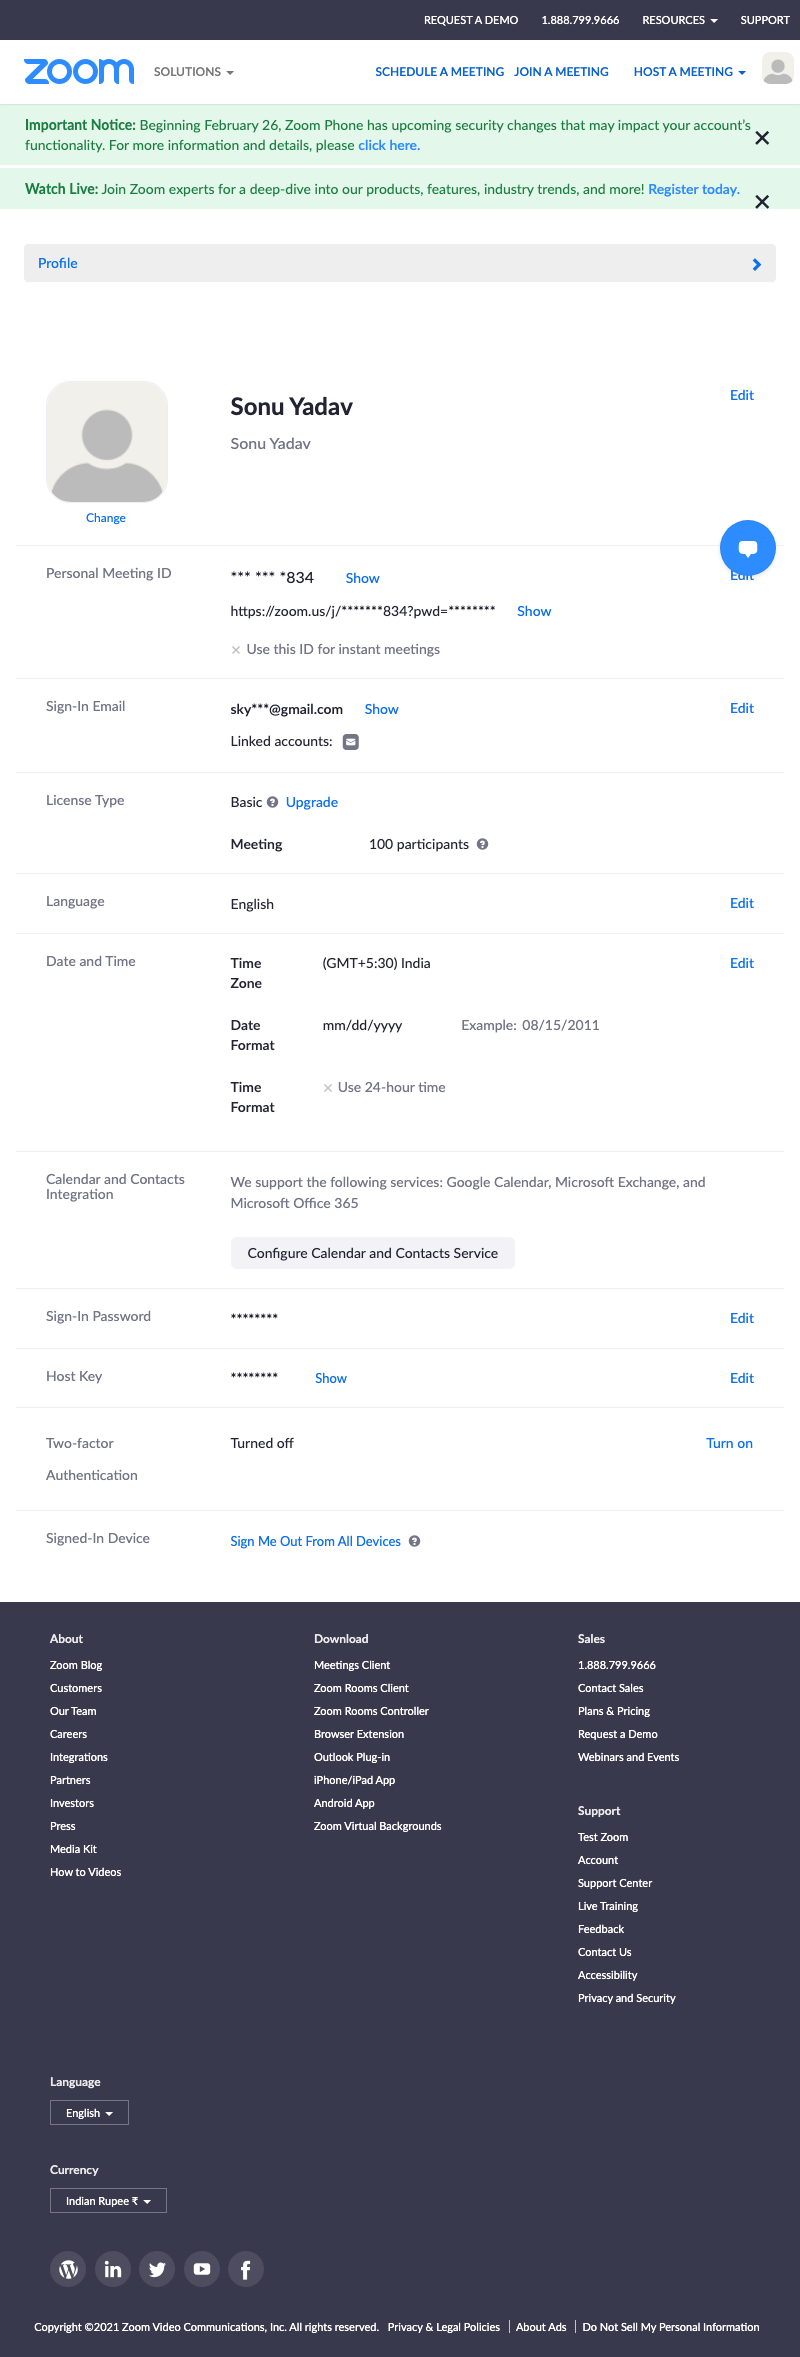 REQUEST A DEMO 1.888.799.9666 RESOURCES SUPPORT
zoom SOLUTIONS SCHEDULE A MEETING JOIN A MEETING HOST A MEETING
Important Notice: Beginning February 26, Zoom Phone has upcoming security changes that may impact your account's
functionality. For more information and details, please click here.
Watch Live: Join Zoom experts for a deep-dive into our products, features, industry trends, and more! Register today.
Profile
Sonu Yadav
Edit
Sonu Yadav
Change
Personal Meeting ID
*** *** *834 Show
Edit
https://zoom.us/j/*******834?pwd=******** Show
Use this ID for instant meetings
Sign-In Email
sky***@gmail.com Show
Edit
Linked accounts:
License Type
Basic Upgrade
Meeting 100 participants
Language
English
Edit
Date and Time
Time
Zone
(GMT+5:30) India
Edit
Date
Format
mm/dd/yyyy Example: 08/15/2011
Time
Format
Use 24-hour time
Calendar and Contacts
Integration
We support the following services: Google Calendar, Microsoft Exchange, and
Microsoft Office 365
Configure Calendar and Contacts Service
Sign-In Password
********
Edit
Host Key
******** Show
Edit
Two-factor
Authentication
Turned off
Turn on
Signed-In Device
Sign Me Out From All Devices
About
Zoom Blog
Customers
Our Team
Careers
Integrations
Partners
Investors
Press
Media Kit
How to Videos
Download
Meetings Client
Zoom Rooms Client
Zoom Rooms Controller
Browser Extension
Outlook Plug-in
iPhone/iPad App
Android App
Zoom Virtual Backgrounds
Sales
1.888.799.9666
Contact Sales
Plans & Pricing
Request a Demo
Webinars and Events
Support
Test Zoom
Account
Support Center
Live Training
Feedback
Contact Us
Accessibility
Privacy and Security
Language
English
Currency
Indian Rupee ₹
Copyright ©2021 Zoom Video Communications, Inc. All rights reserved. Privacy & Legal Policies | About Ads | Do Not Sell My Personal Information